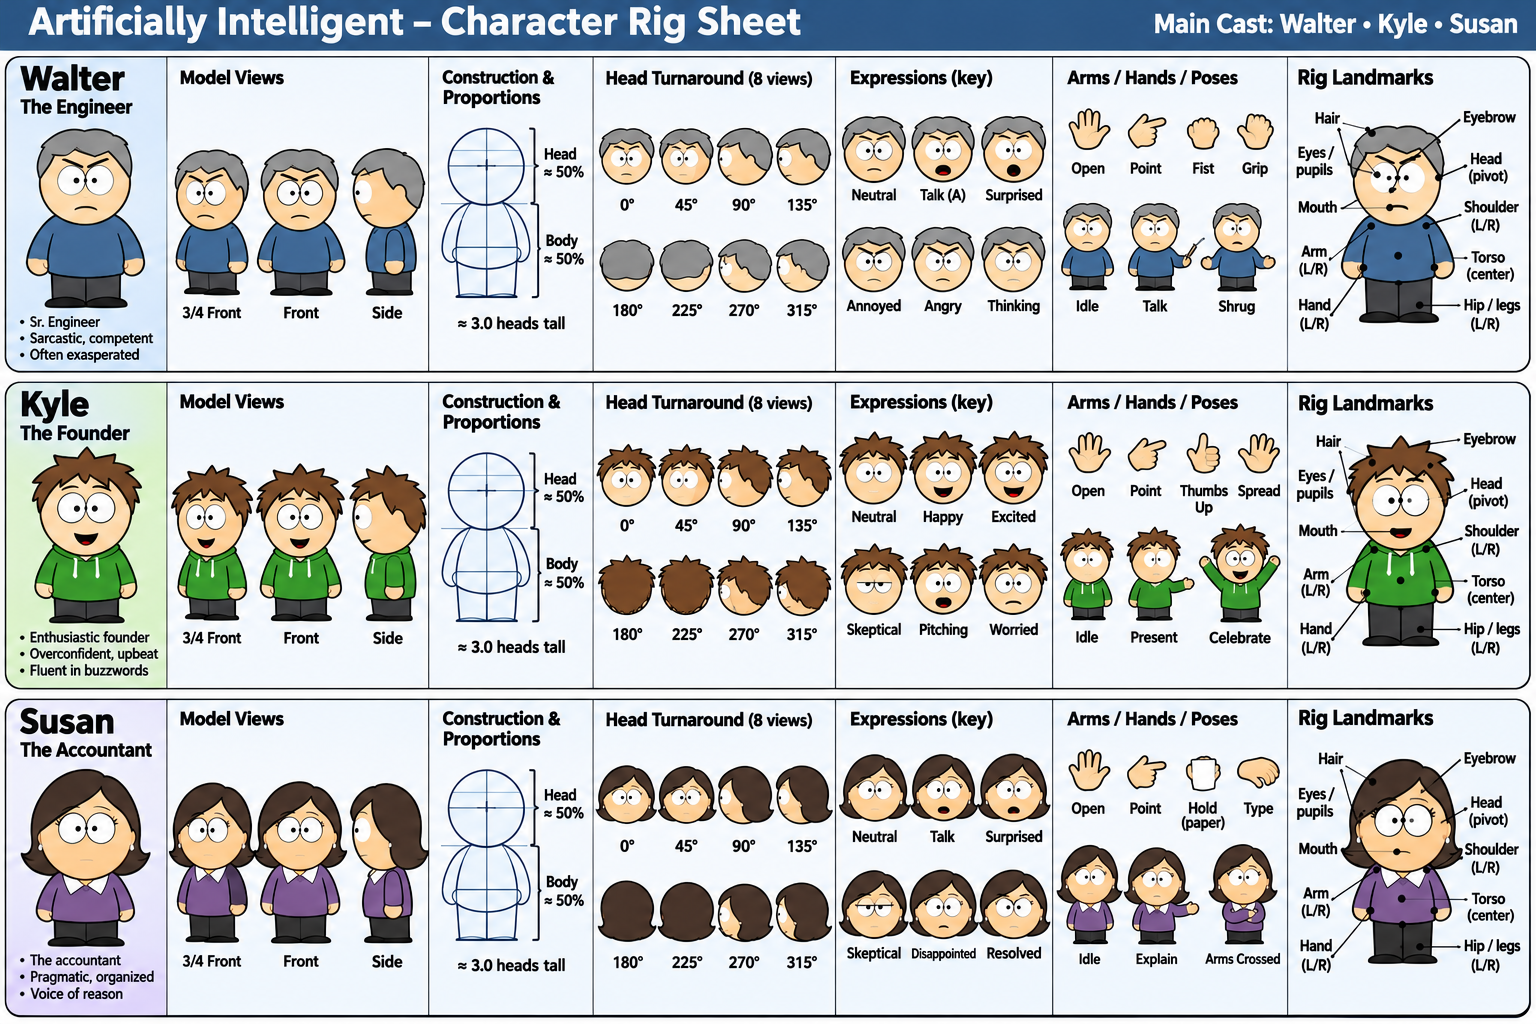 Artificially Intelligent – Character Rig Sheet
Main Cast: Walter • Kyle • Susan
Walter
The Engineer
• Sr. Engineer
• Sarcastic, competent
• Often exasperated
Model Views
3/4 Front
Front
Side
Construction &
Proportions
Head
≈ 50%
Body
≈ 50%
≈ 3.0 heads tall
Head Turnaround (8 views)
0°
45°
90°
135°
180°
225°
270°
315°
Expressions (key)
Neutral
Talk (A)
Surprised
Annoyed
Angry
Thinking
Arms / Hands / Poses
Open
Point
Fist
Grip
Idle
Talk
Shrug
Rig Landmarks
Hair
Eyebrow
Eyes /
pupils
Head
(pivot)
Mouth
Shoulder
(L/R)
Arm
(L/R)
Torso
(center)
Hand
(L/R)
Hip / legs
(L/R)
Kyle
The Founder
• Enthusiastic founder
• Overconfident, upbeat
• Fluent in buzzwords
Model Views
3/4 Front
Front
Side
Construction &
Proportions
Head
≈ 50%
Body
≈ 50%
≈ 3.0 heads tall
Head Turnaround (8 views)
0°
45°
90°
135°
180°
225°
270°
315°
Expressions (key)
Neutral
Happy
Excited
Skeptical
Pitching
Worried
Arms / Hands / Poses
Open
Point
Thumbs
Up
Spread
Idle
Present
Celebrate
Rig Landmarks
Hair
Eyebrow
Eyes /
pupils
Head
(pivot)
Mouth
Shoulder
(L/R)
Arm
(L/R)
Torso
(center)
Hand
(L/R)
Hip / legs
(L/R)
Susan
The Accountant
• The accountant
• Pragmatic, organized
• Voice of reason
Model Views
3/4 Front
Front
Side
Construction &
Proportions
Head
≈ 50%
Body
≈ 50%
≈ 3.0 heads tall
Head Turnaround (8 views)
0°
45°
90°
135°
180°
225°
270°
315°
Expressions (key)
Neutral
Talk
Surprised
Skeptical
Disappointed
Resolved
Arms / Hands / Poses
Open
Point
Hold
(paper)
Type
Idle
Explain
Arms Crossed
Rig Landmarks
Hair
Eyebrow
Eyes /
pupils
Head
(pivot)
Mouth
Shoulder
(L/R)
Arm
(L/R)
Torso
(center)
Hand
(L/R)
Hip / legs
(L/R)